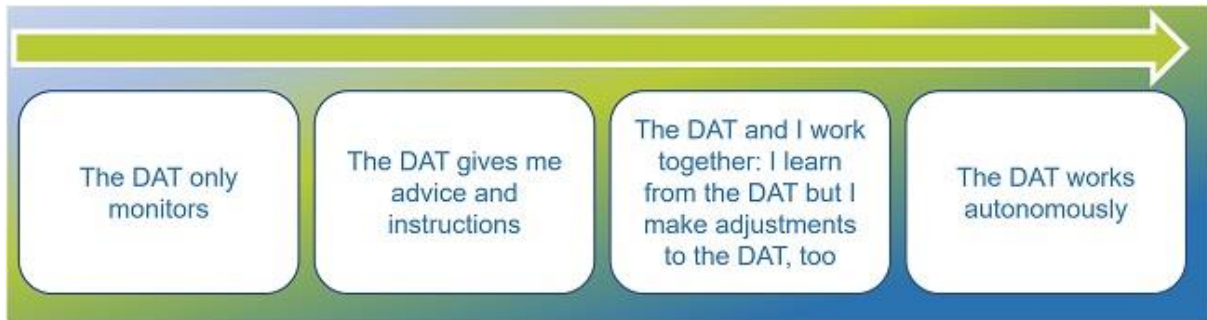 The DAT only
monitors
The DAT gives me
advice and
instructions
The DAT and I work
together: I learn
from the DAT but I
make adjustments
to the DAT, too
The DAT works
autonomously